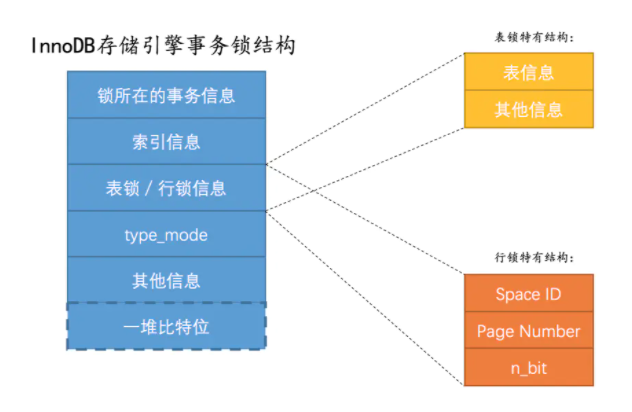 InnoDB存储引擎事务锁结构
锁所在的事务信息
索引信息
表锁 / 行锁信息
type_mode
其他信息
一堆比特位
表锁特有结构:
表信息
其他信息
行锁特有结构:
Space ID
Page Number
n_bit